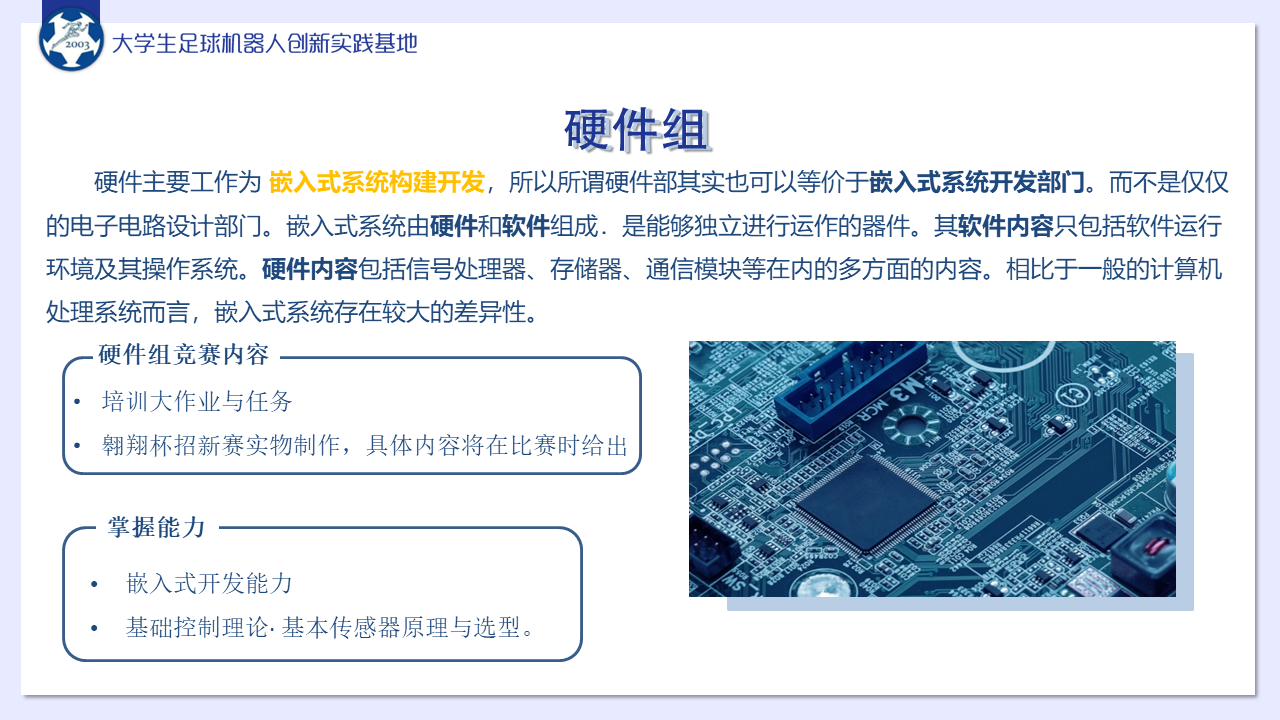 2003
大学生足球机器人创新实践基地
硬件组
硬件主要工作为 嵌入式系统构建开发，所以所谓硬件部其实也可以等价于嵌入式系统开发部门。而不是仅仅
的电子电路设计部门。嵌入式系统由硬件和软件组成．是能够独立进行运作的器件。其软件内容只包括软件运行
环境及其操作系统。硬件内容包括信号处理器、存储器、通信模块等在内的多方面的内容。相比于一般的计算机
处理系统而言，嵌入式系统存在较大的差异性。
硬件组竞赛内容
• 培训大作业与任务
• 翱翔杯招新赛实物制作，具体内容将在比赛时给出
M3
MCR
LPC
C1
掌握能力
• 嵌入式开发能力
• 基础控制理论· 基本传感器原理与选型。